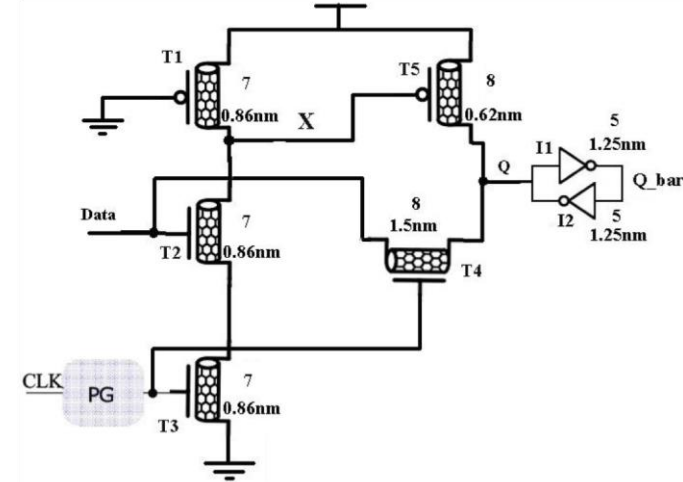 T1
7
0.86nm
X
T5
8
0.62nm
5
1.25nm
I1
Q
Q_bar
I2
5
1.25nm
Data
T2
7
0.86nm
8
1.5nm
T4
CLK
PG
T3
7
0.86nm